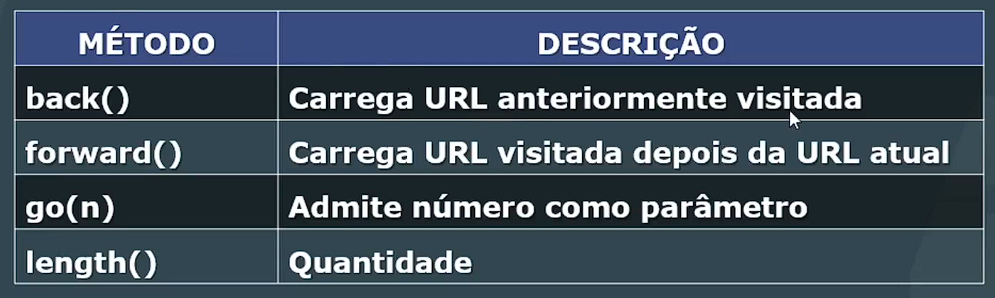 MÉTODO DESCRIÇÃO
back() Carrega URL anteriormente visitada
forward() Carrega URL visitada depois da URL atual
go(n) Admite número como parâmetro
length() Quantidade